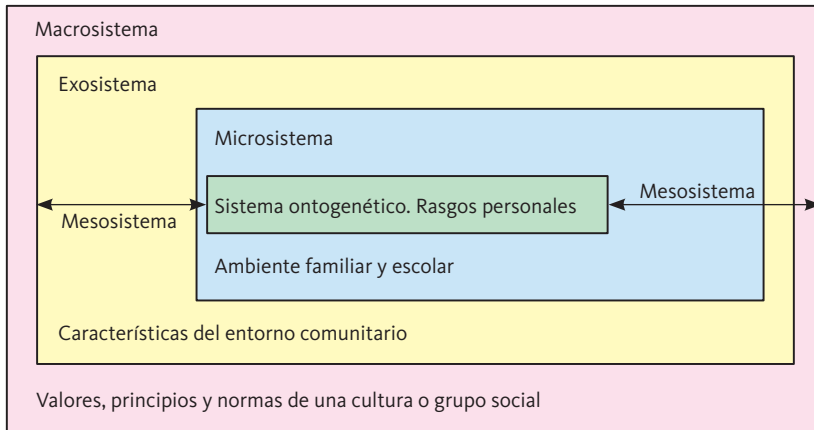 Macrosistema
Exosistema
Microsistema
Sistema ontogenético. Rasgos personales
Mesosistema
Mesosistema
Ambiente familiar y escolar
Características del entorno comunitario
Valores, principios y normas de una cultura o grupo social